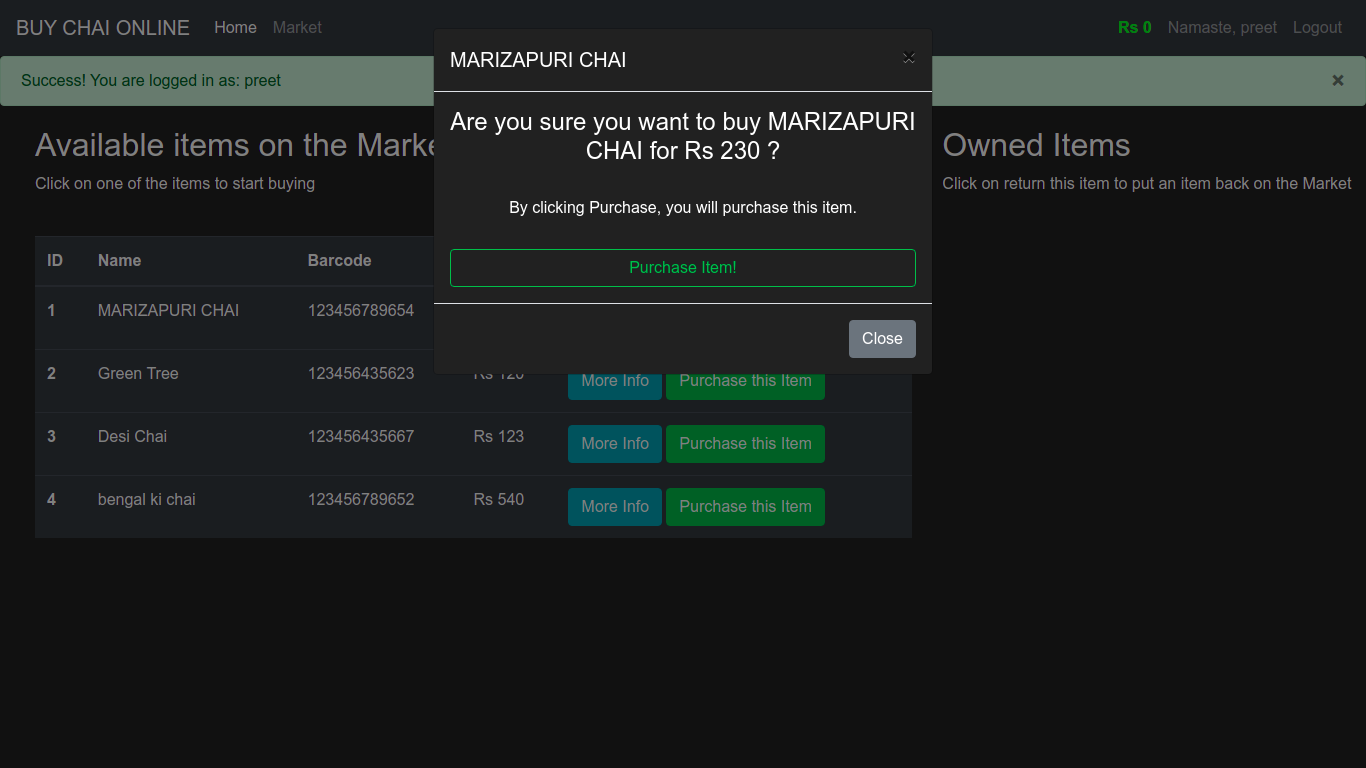 BUY CHAI ONLINE Home Market Rs 0 Namaste, preet Logout
Success! You are logged in as: preet ×
MARIZAPURI CHAI ×
Are you sure you want to buy MARIZAPURI
CHAI for Rs 230 ?
By clicking Purchase, you will purchase this item.
Purchase Item!
Close
Available items on the Marke
Click on one of the items to start buying
ID Name Barcode
1 MARIZAPURI CHAI 123456789654
2 Green Tree 123456435623 Rs 120 More Info Purchase this Item
3 Desi Chai 123456435667 Rs 123 More Info Purchase this Item
4 bengal ki chai 123456789652 Rs 540 More Info Purchase this Item
Owned Items
Click on return this item to put an item back on the Market